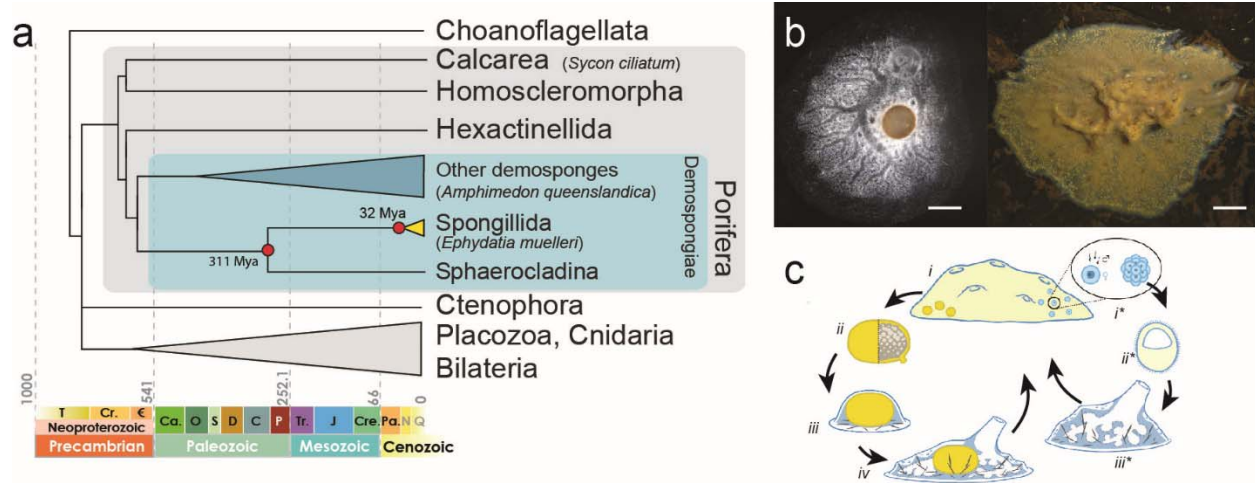 a
Choanoflagellata
Calcarea (Sycon ciliatum)
Homoscleromorpha
Hexactinellida
Other demosponges
(Amphimedon queenslandica)
32 Mya
Spongillida
(Ephydatia muelleri)
311 Mya
Sphaerocladina
Demospongiae
Porifera
Ctenophora
Placozoa, Cnidaria
Bilateria
1000
541
252.1
66
0
T Cr. € Ca. O S D C P Tr. J Cre. Pa. N Q
Neoproterozoic
Precambrian Paleozoic Mesozoic Cenozoic
b
c
i
i*
ii
ii*
iii
iii*
iv